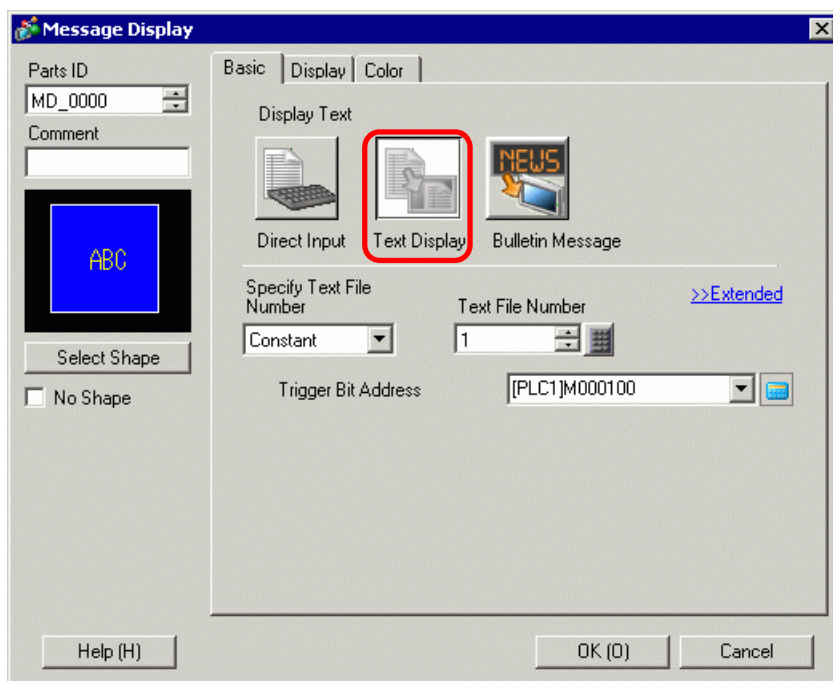 Message Display
Parts ID
MD_0000
Comment
ABC
Select Shape
No Shape
Basic Display Color
Display Text
NEWS
Direct Input Text Display Bulletin Message
Specify Text File
Number
Text File Number
>>Extended
Constant
1
Trigger Bit Address
[PLC1]M000100
Help (H)
OK (O)
Cancel